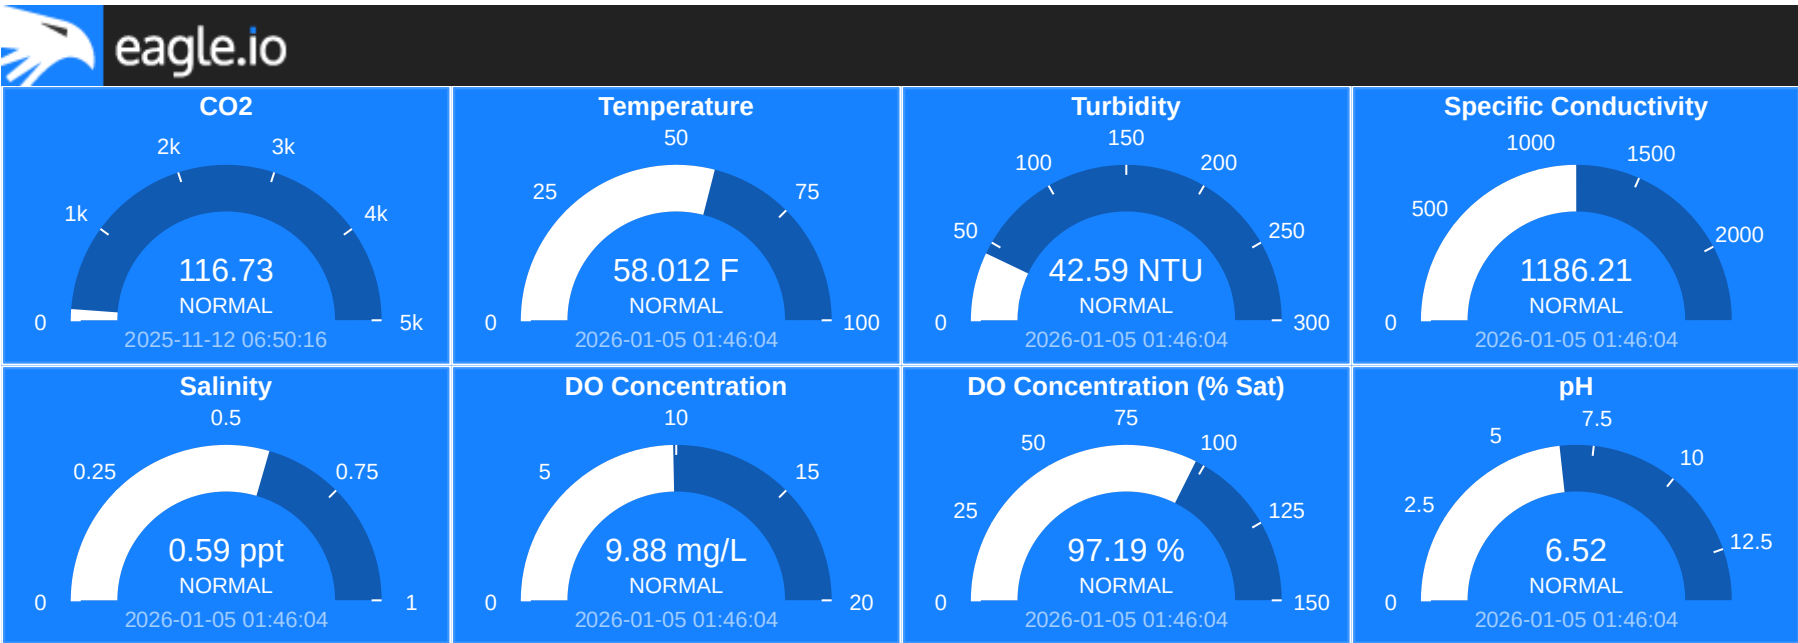 eagle.io
CO2
0
1k
2k
3k
4k
5k
116.73
NORMAL
2025-11-12 06:50:16
Temperature
0
25
50
75
100
58.012 F
NORMAL
2026-01-05 01:46:04
Turbidity
0
50
100
150
200
250
300
42.59 NTU
NORMAL
2026-01-05 01:46:04
Specific Conductivity
0
500
1000
1500
2000
1186.21
NORMAL
2026-01-05 01:46:04
Salinity
0
0.25
0.5
0.75
1
0.59 ppt
NORMAL
2026-01-05 01:46:04
DO Concentration
0
5
10
15
20
9.88 mg/L
NORMAL
2026-01-05 01:46:04
DO Concentration (% Sat)
0
25
50
75
100
125
150
97.19 %
NORMAL
2026-01-05 01:46:04
pH
0
2.5
5
7.5
10
12.5
6.52
NORMAL
2026-01-05 01:46:04